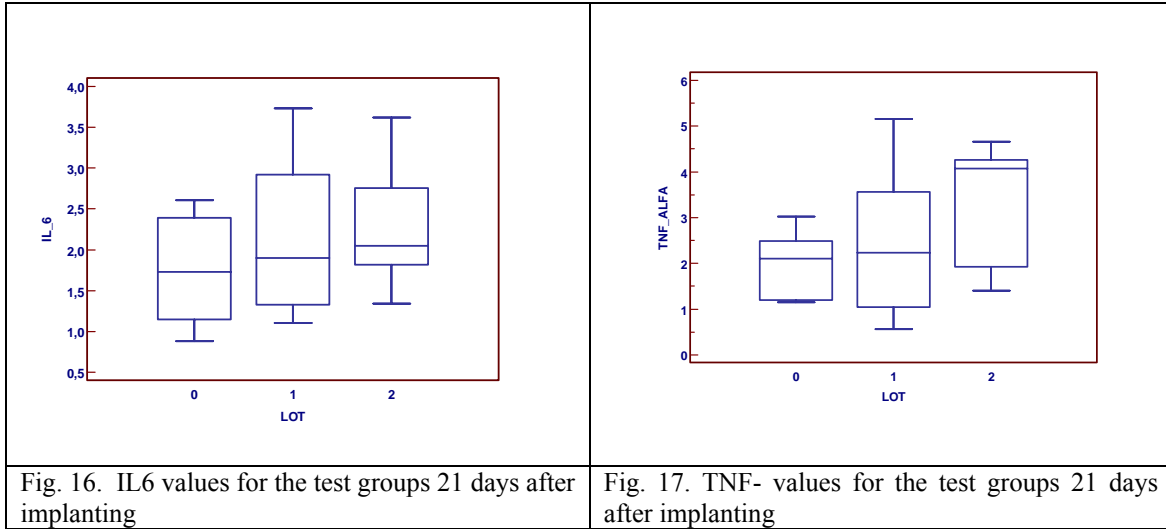 4,0
3,5
3,0
2,5
2,0
1,5
1,0
0,5
IL_6
0 1 2
LOT
6
5
4
3
2
1
0
TNF_ALFA
0 1 2
LOT
Fig. 16. IL6 values for the test groups 21 days after
implanting
Fig. 17. TNF- values for the test groups 21 days
after implanting